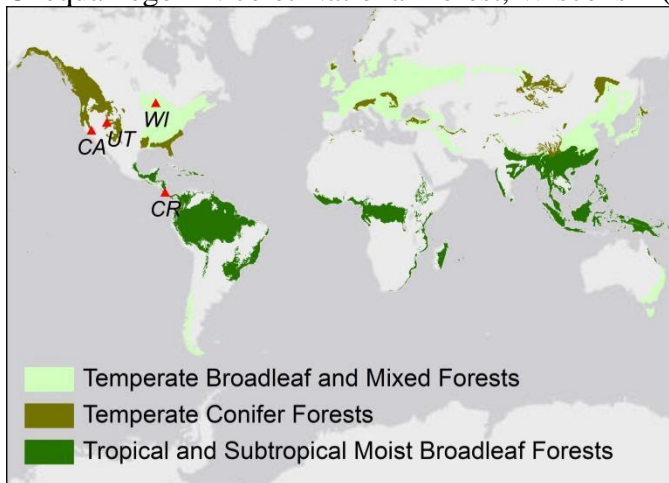 WI
UT
CA
CR
Temperate Broadleaf and Mixed Forests
Temperate Conifer Forests
Tropical and Subtropical Moist Broadleaf Forests